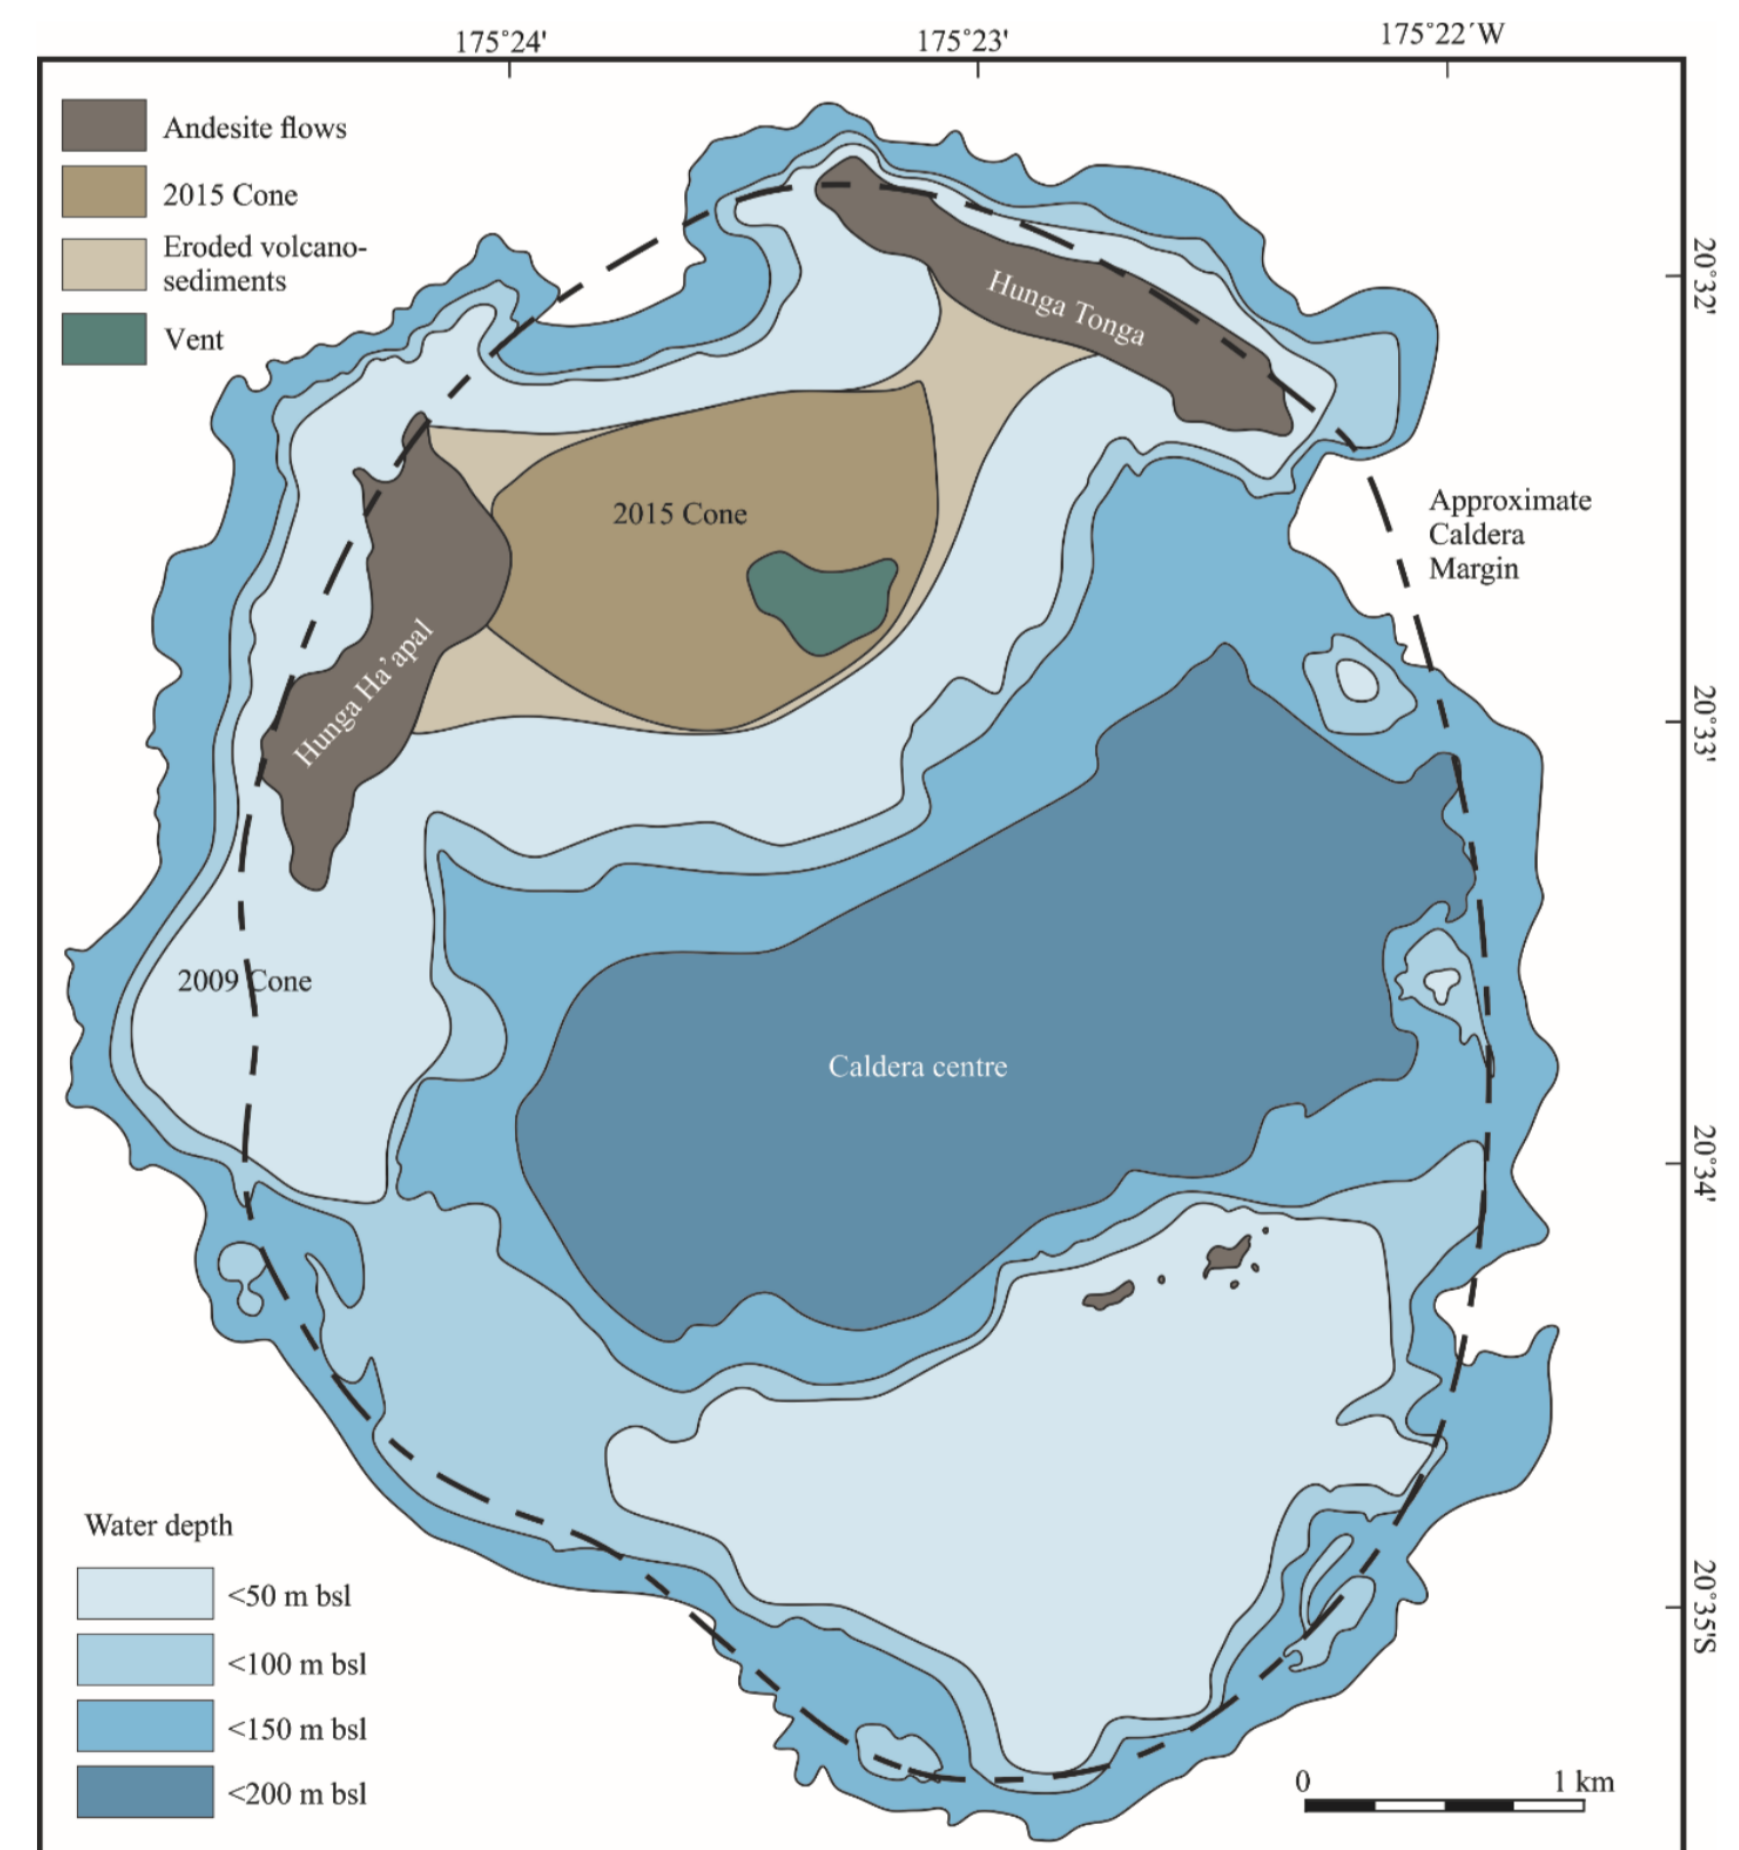 175°24'
175°23'
175°22´W
Andesite flows
2015 Cone
Eroded volcano-
sediments
Vent
20°32'
Hunga Tonga
2015 Cone
Approximate
Caldera
Margin
Hunga Ha’apal
20°33'
2009 Cone
Caldera centre
20°34'
Water depth
<50 m bsl
<100 m bsl
<150 m bsl
<200 m bsl
20°35'S
0 1 km